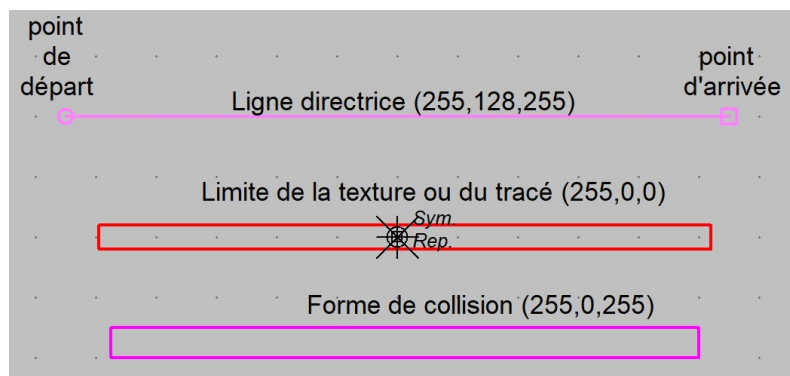 point
de
départ
point
d'arrivée
Ligne directrice (255,128,255)
Limite de la texture ou du tracé (255,0,0)
Sym.
Rep.
Forme de collision (255,0,255)